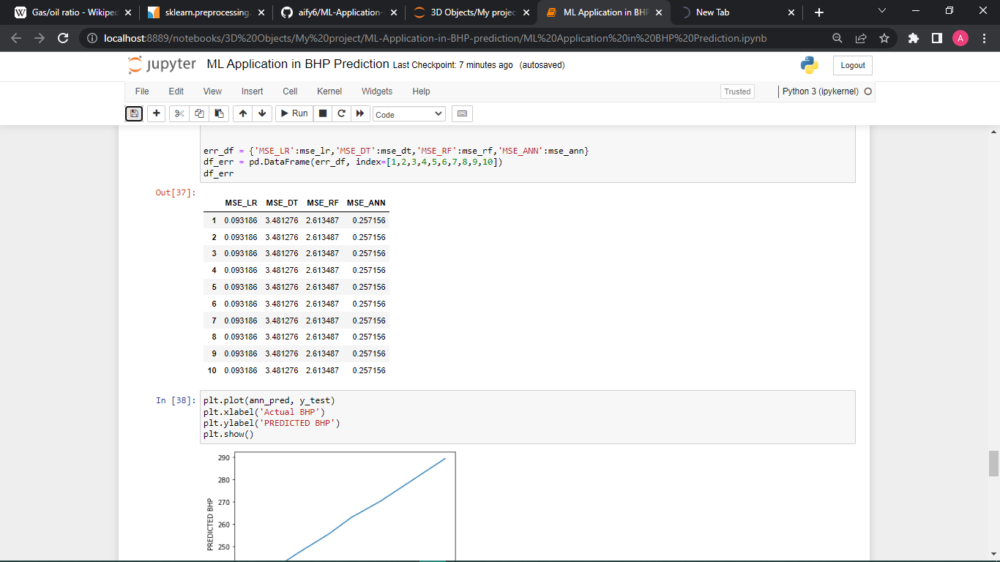 Gas/oil ratio - Wikiped
sklearn.preprocessing.
aify6/ML-Application-
3D Objects/My projec
ML Application in BHP
New Tab
localhost:8889/notebooks/3D%20Objects/My%20project/ML-Application-in-BHP-prediction/ML%20Application%20in%20BHP%20Prediction.ipynb
A
jupyter ML Application in BHP Prediction Last Checkpoint: 7 minutes ago (autosaved)
Logout
File Edit View Insert Cell Kernel Widgets Help
Trusted
Python 3 (ipykernel)
Run
Code
err_df = {'MSE_LR':mse_lr,'MSE_DT':mse_dt,'MSE_RF':mse_rf,'MSE_ANN':mse_ann}
df_err = pd.DataFrame(err_df, index=[1,2,3,4,5,6,7,8,9,10])
df_err
Out[37]:
MSE_LR MSE_DT MSE_RF MSE_ANN
1 0.093186 3.481276 2.613487 0.257156
2 0.093186 3.481276 2.613487 0.257156
3 0.093186 3.481276 2.613487 0.257156
4 0.093186 3.481276 2.613487 0.257156
5 0.093186 3.481276 2.613487 0.257156
6 0.093186 3.481276 2.613487 0.257156
7 0.093186 3.481276 2.613487 0.257156
8 0.093186 3.481276 2.613487 0.257156
9 0.093186 3.481276 2.613487 0.257156
10 0.093186 3.481276 2.613487 0.257156
In [38]:
plt.plot(ann_pred, y_test)
plt.xlabel('Actual BHP')
plt.ylabel('PREDICTED BHP')
plt.show()
290
280
270
260
250
PREDICTED BHP